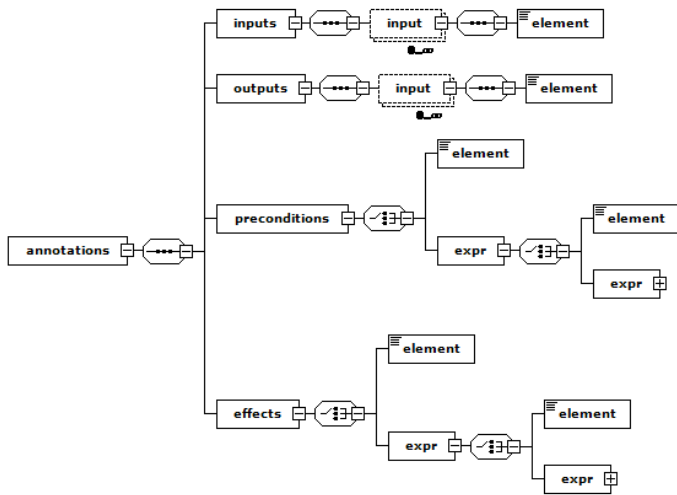 inputs input element
0..∞
outputs input element
0..∞
element
preconditions element
annotations expr
expr
element
effects element
expr
expr